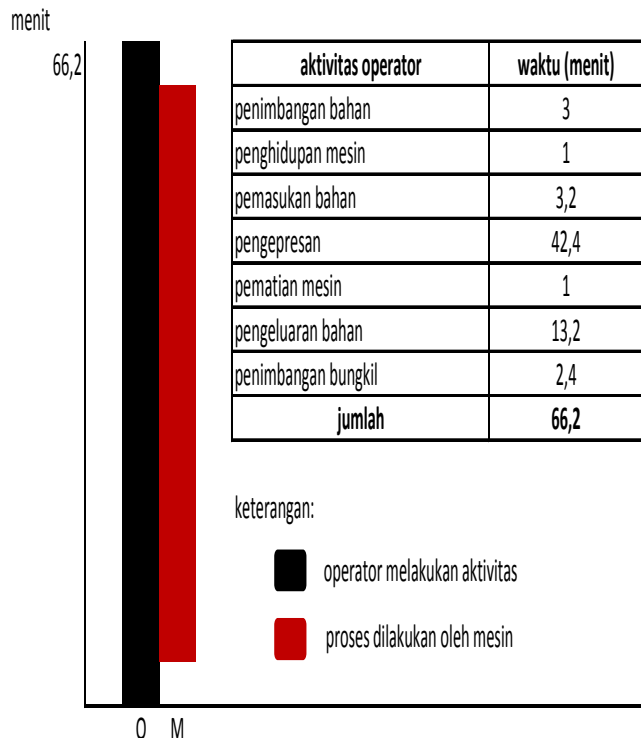 menit
66,2
aktivitas operator waktu (menit)
penimbangan bahan 3
penghidupan mesin 1
pemasukan bahan 3,2
pengepresan 42,4
pematian mesin 1
pengeluaran bahan 13,2
penimbangan bungkil 2,4
jumlah 66,2
keterangan:
operator melakukan aktivitas
proses dilakukan oleh mesin
O M